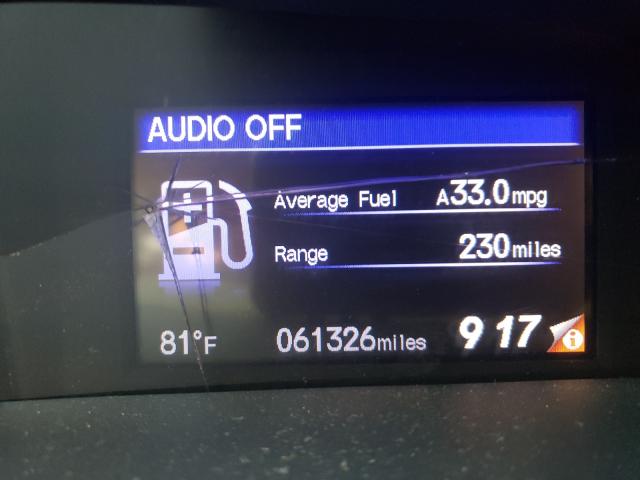 AUDIO OFF
Average Fuel A33.0mpg
Range 230miles
81°F 061326miles 9 17 i